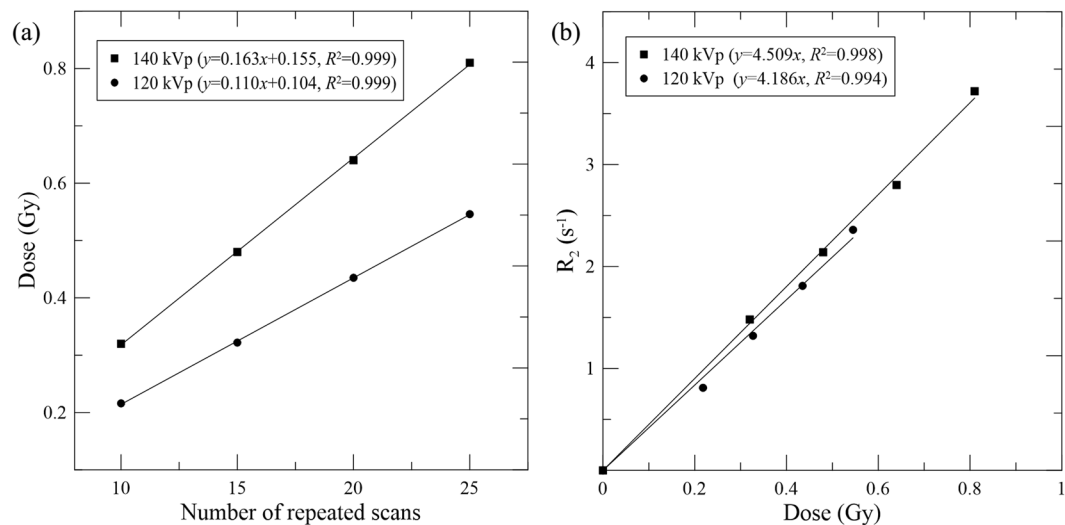 (a)
140 kVp (y=0.163x+0.155, R²=0.999)
120 kVp (y=0.110x+0.104, R²=0.999)
0.8
0.6
0.4
0.2
Dose (Gy)
10
15
20
25
Number of repeated scans
(b)
140 kVp (y=4.509x, R²=0.998)
120 kVp (y=4.186x, R²=0.994)
4
3
2
1
R₂ (s⁻¹)
0
0.2
0.4
0.6
0.8
1
Dose (Gy)